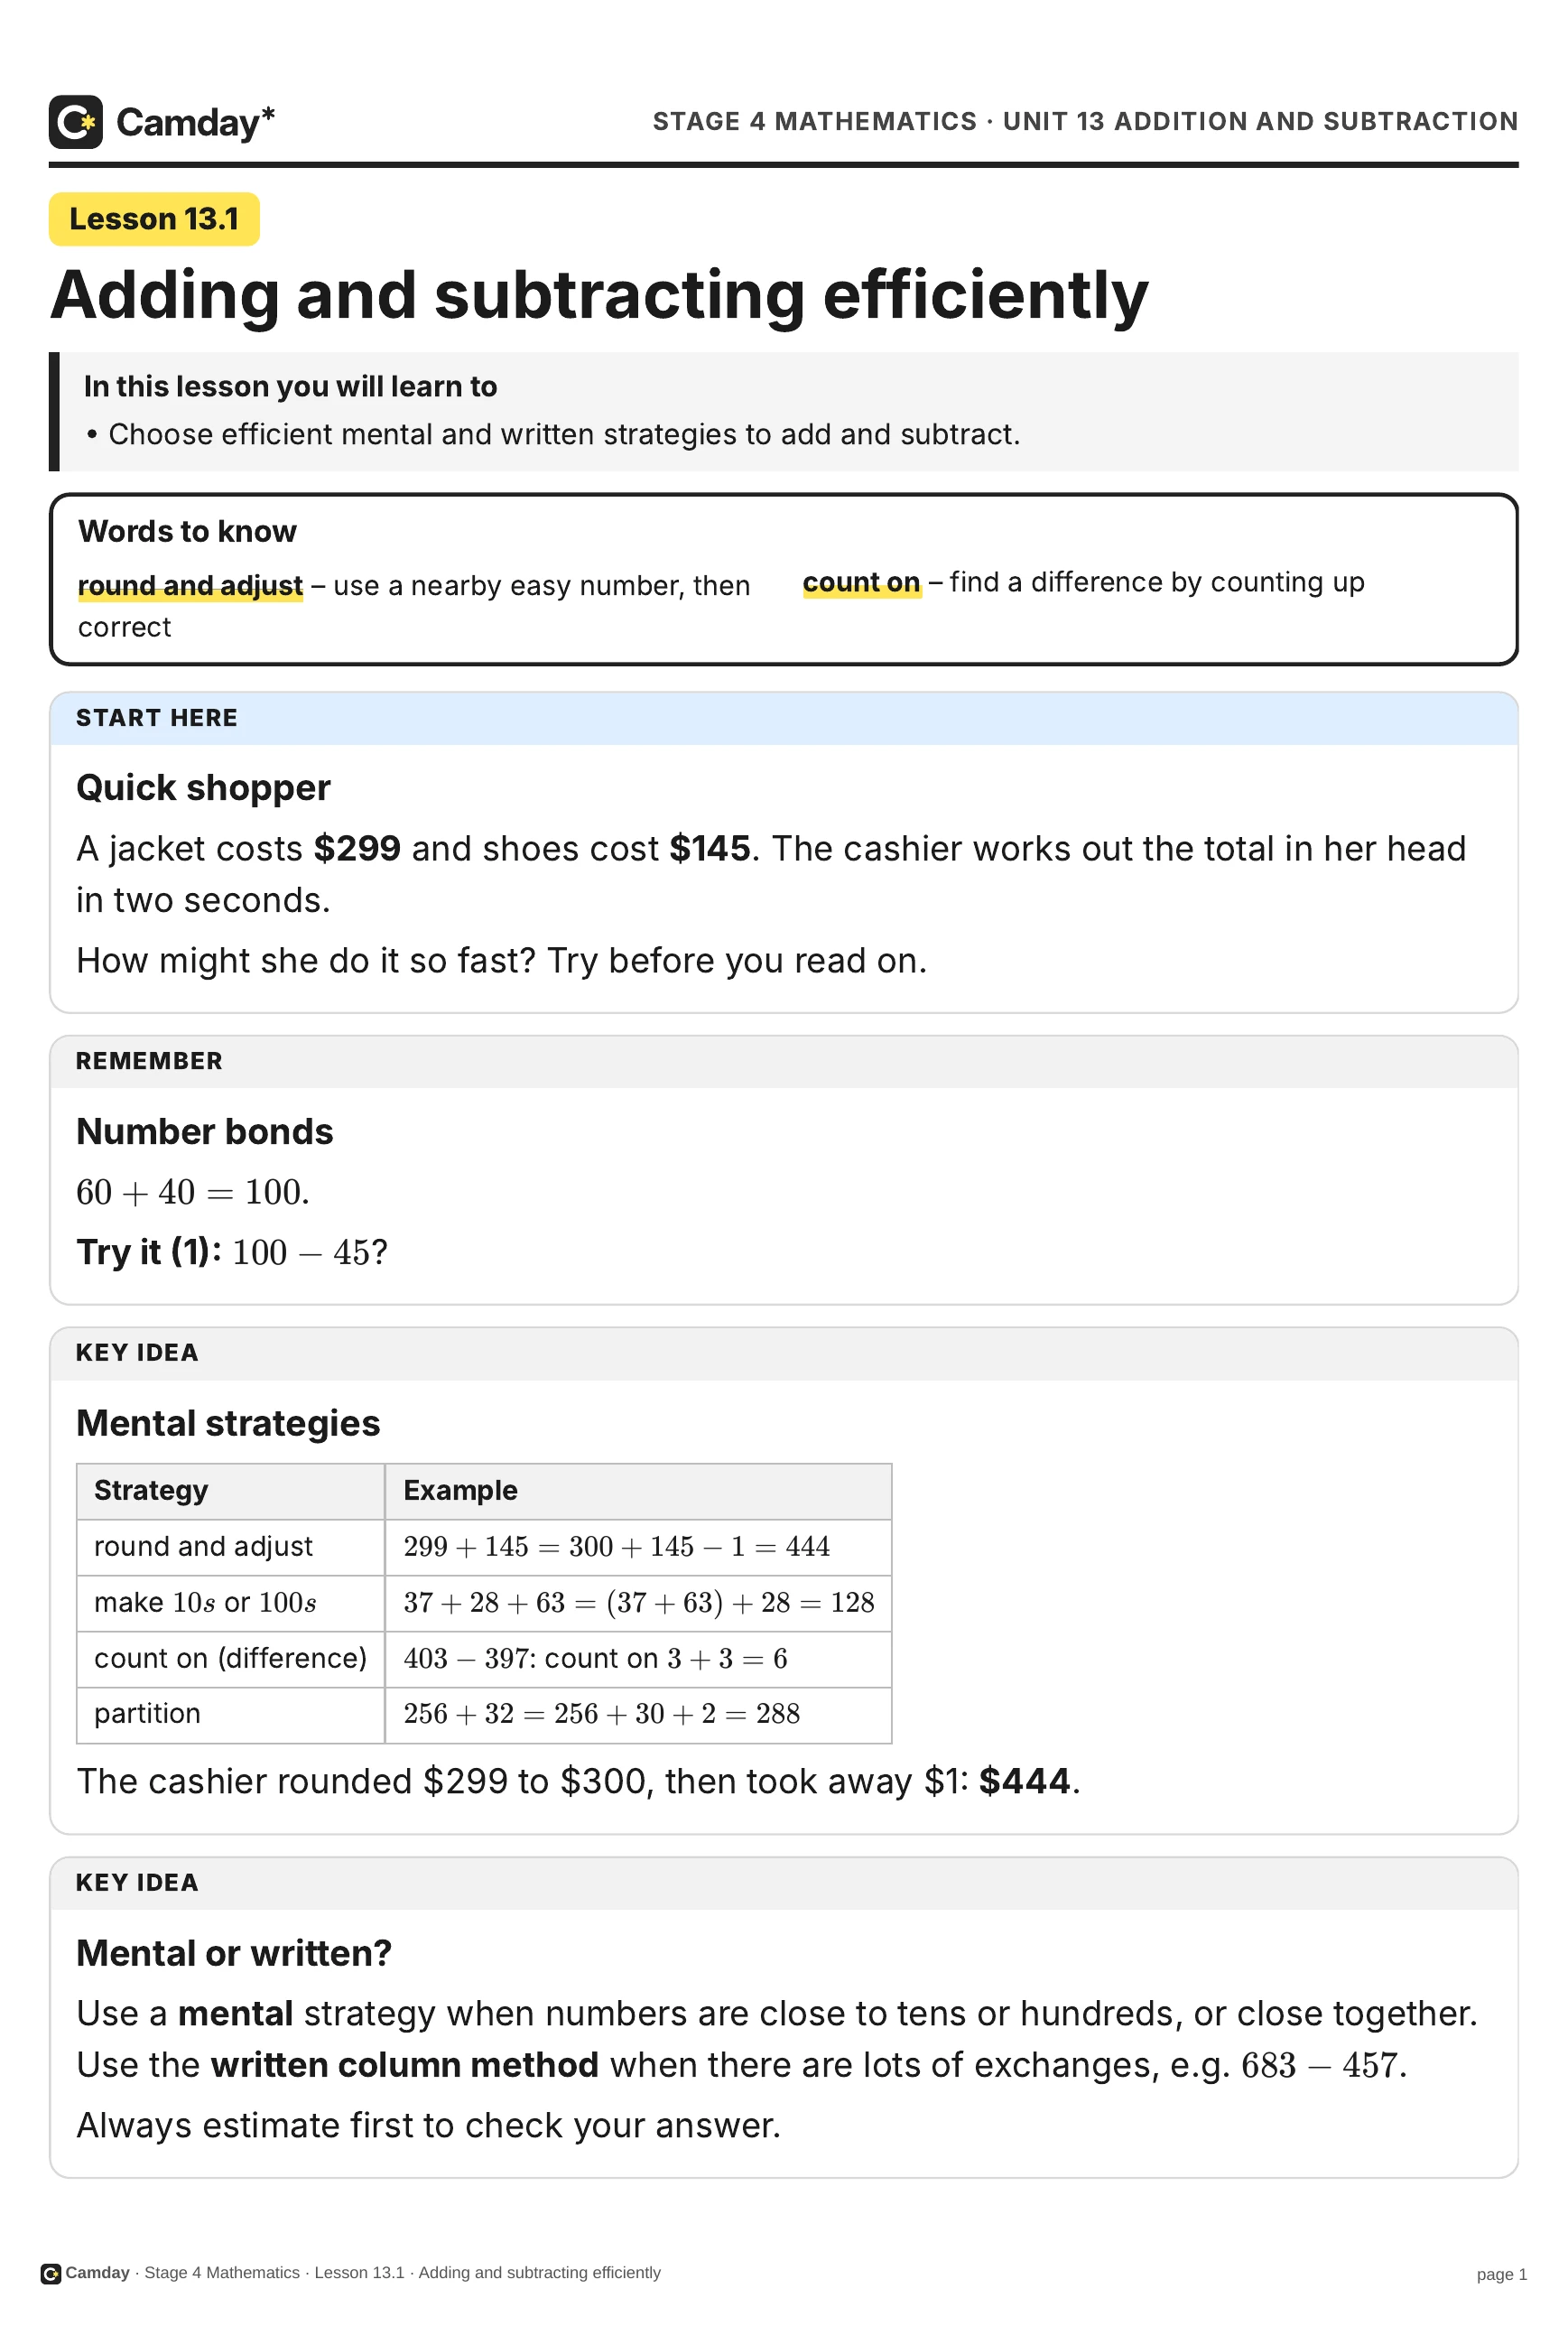 Camday*
STAGE 4 MATHEMATICS · UNIT 13 ADDITION AND SUBTRACTION
Lesson 13.1
Adding and subtracting efficiently
In this lesson you will learn to
• Choose efficient mental and written strategies to add and subtract.
Words to know
round and adjust – use a nearby easy number, then
correct
count on – find a difference by counting up
START HERE
Quick shopper
A jacket costs $299 and shoes cost $145. The cashier works out the total in her head
in two seconds.
How might she do it so fast? Try before you read on.
REMEMBER
Number bonds
60 + 40 = 100.
Try it (1): 100 − 45?
KEY IDEA
Mental strategies
Strategy Example
round and adjust 299 + 145 = 300 + 145 − 1 = 444
make 10s or 100s 37 + 28 + 63 = (37 + 63) + 28 = 128
count on (difference) 403 − 397: count on 3 + 3 = 6
partition 256 + 32 = 256 + 30 + 2 = 288
The cashier rounded $299 to $300, then took away $1: $444.
KEY IDEA
Mental or written?
Use a mental strategy when numbers are close to tens or hundreds, or close together.
Use the written column method when there are lots of exchanges, e.g. 683 − 457.
Always estimate first to check your answer.
Camday · Stage 4 Mathematics · Lesson 13.1 · Adding and subtracting efficiently
page 1